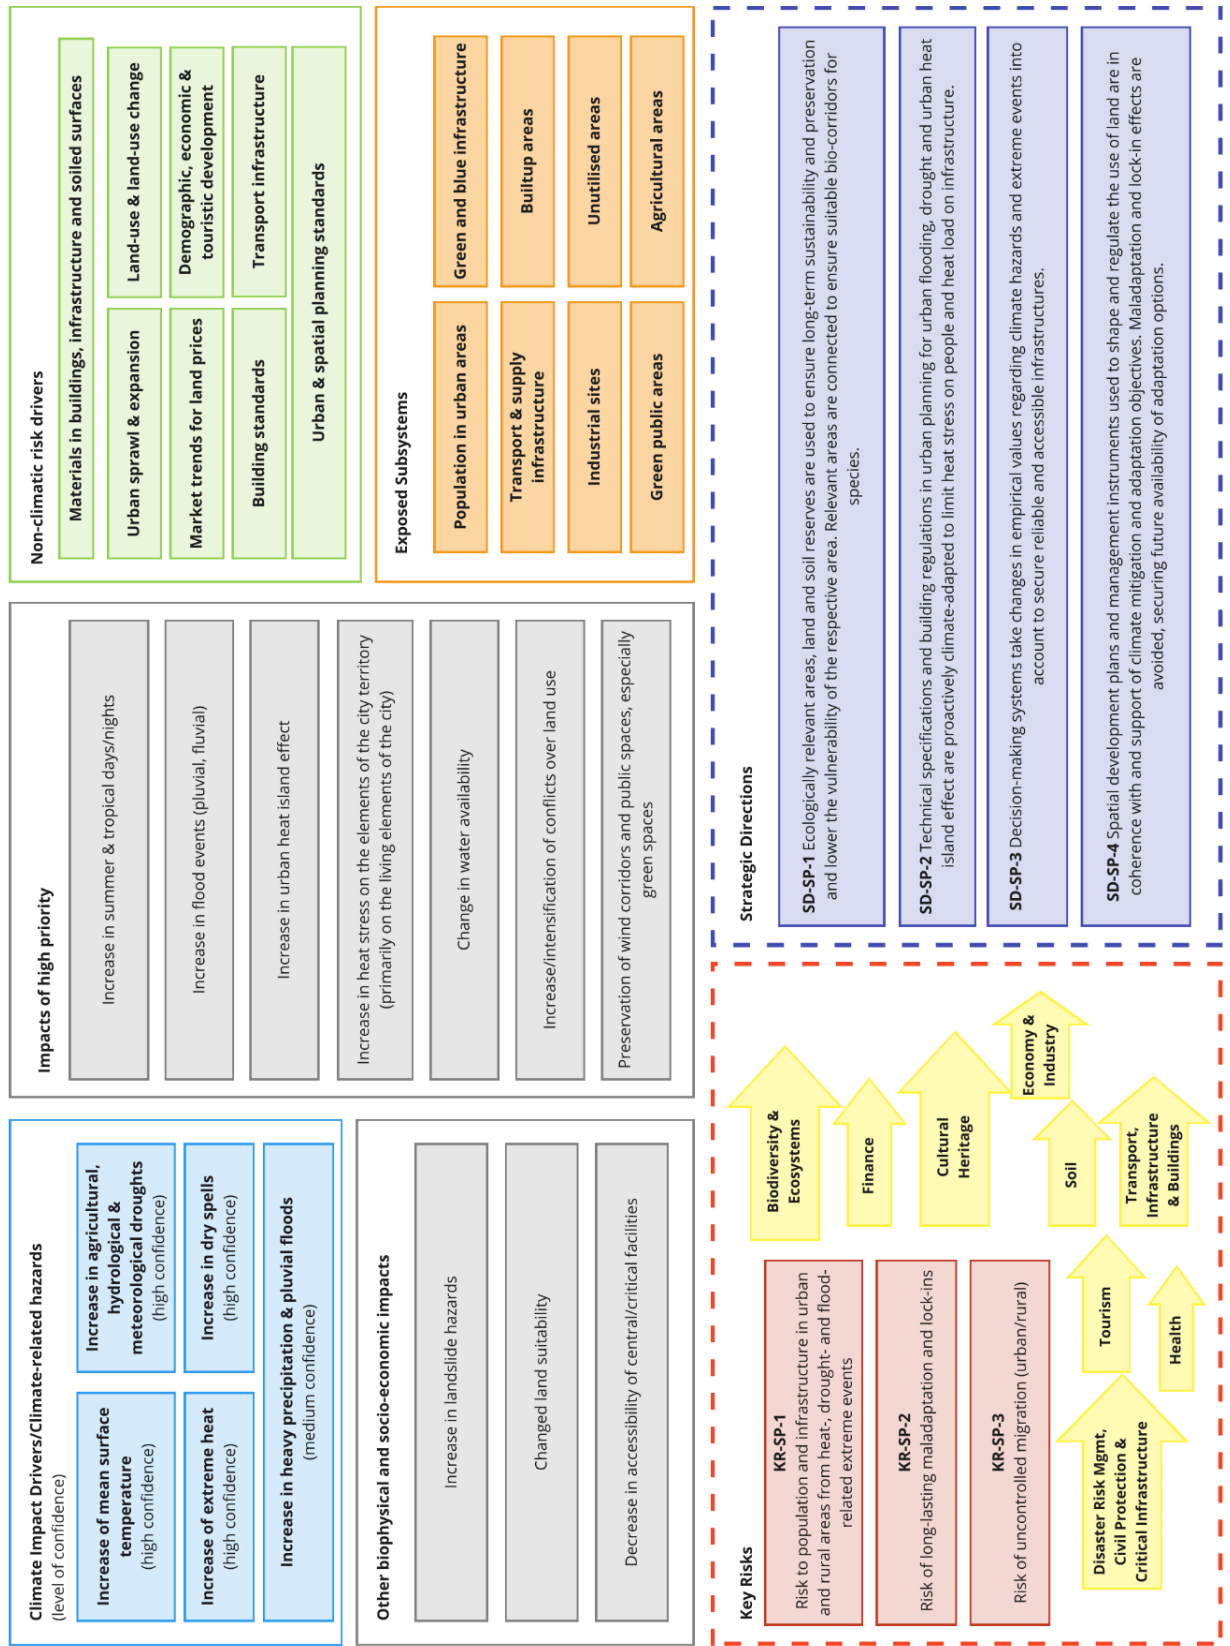 Climate Impact Drivers/Climate-related hazards
(level of confidence)
Increase of mean surface
temperature
(high confidence)
Increase in agricultural,
hydrological &
meteorological droughts
(high confidence)
Increase of extreme heat
(high confidence)
Increase in dry spells
(high confidence)
Increase in heavy precipitation & pluvial floods
(medium confidence)
Other biophysical and socio-economic impacts
Increase in landslide hazards
Changed land suitability
Decrease in accessibility of central/critical facilities
Impacts of high priority
Increase in summer & tropical days/nights
Increase in flood events (pluvial, fluvial)
Increase in urban heat island effect
Increase in heat stress on the elements of the city territory
(primarily on the living elements of the city)
Change in water availability
Increase/intensification of conflicts over land use
Preservation of wind corridors and public spaces, especially
green spaces
Non-climatic risk drivers
Materials in buildings, infrastructure and soiled surfaces
Urban sprawl & expansion
Land-use & land-use change
Market trends for land prices
Demographic, economic &
touristic development
Building standards
Transport infrastructure
Urban & spatial planning standards
Exposed Subsystems
Population in urban areas
Green and blue infrastructure
Transport & supply
infrastructure
Builtup areas
Industrial sites
Unutilised areas
Green public areas
Agricultural areas
Key Risks
KR-SP-1
Risk to population and infrastructure in urban
and rural areas from heat-, drought- and flood-
related extreme events
KR-SP-2
Risk of long-lasting maladaptation and lock-ins
KR-SP-3
Risk of uncontrolled migration (urban/rural)
Disaster Risk Mgmt,
Civil Protection &
Critical Infrastructure
Tourism
Health
Biodiversity &
Ecosystems
Finance
Cultural
Heritage
Economy &
Industry
Soil
Transport,
Infrastructure
& Buildings
Strategic Directions
SD-SP-1 Ecologically relevant areas, land and soil reserves are used to ensure long-term sustainability and preservation
and lower the vulnerability of the respective area. Relevant areas are connected to ensure suitable bio-corridors for
species.
SD-SP-2 Technical specifications and building regulations in urban planning for urban flooding, drought and urban heat
island effect are proactively climate-adapted to limit heat stress on people and heat load on infrastructure.
SD-SP-3 Decision-making systems take changes in empirical values regarding climate hazards and extreme events into
account to secure reliable and accessible infrastructures.
SD-SP-4 Spatial development plans and management instruments used to shape and regulate the use of land are in
coherence with and support of climate mitigation and adaptation objectives. Maladaptation and lock-in effects are
avoided, securing future availability of adaptation options.